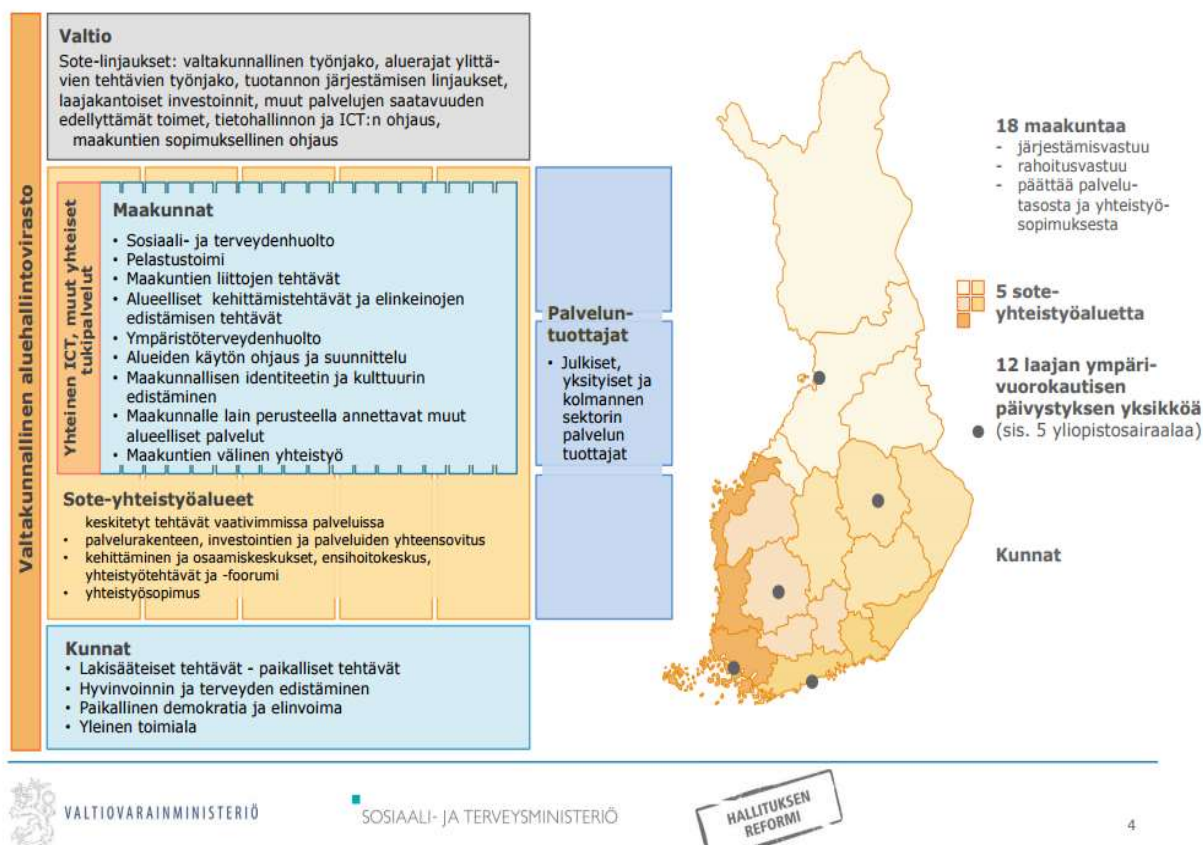 Valtakunnallinen aluehallintovirasto
Valtio
Sote-linjaukset: valtakunnallinen työnjako, aluerajat ylittä-
vien tehtävien työnjako, tuotannon järjestämisen linjaukset,
laajakantoiset investoinnit, muut palvelujen saatavuuden
edellyttämät toimet, tietohallinnon ja ICT:n ohjaus,
maakuntien sopimuksellinen ohjaus
Yhteinen ICT, muut yhteiset
tukipalvelut
Maakunnat
• Sosiaali- ja terveydenhuolto
• Pelastustoimi
• Maakuntien liittojen tehtävät
• Alueelliset kehittämistehtävät ja elinkeinojen
edistämisen tehtävät
• Ympäristöterveydenhuolto
• Alueiden käytön ohjaus ja suunnittelu
• Maakunnallisen identiteetin ja kulttuurin
edistäminen
• Maakunnalle lain perusteella annettavat muut
alueelliset palvelut
• Maakuntien välinen yhteistyö
Sote-yhteistyöalueet
keskitetyt tehtävät vaativimmissa palveluissa
• palvelurakenteen, investointien ja palveluiden yhteensovitus
• kehittäminen ja osaamiskeskukset, ensihoitokeskus,
yhteistyötehtävät ja -foorumi
• yhteistyösopimus
Palvelun-
tuottajat
• Julkiset,
yksityiset ja
kolmannen
sektorin
palvelun
tuottajat
Kunnat
• Lakisääteiset tehtävät - paikalliset tehtävät
• Hyvinvoinnin ja terveyden edistäminen
• Paikallinen demokratia ja elinvoima
• Yleinen toimiala
18 maakuntaa
- järjestämisvastuu
- rahoitusvastuu
- päättää palvelu-
tasosta ja yhteistyö-
sopimuksesta
5 sote-
yhteistyöaluetta
12 laajan ympäri-
vuorokautisen
päivystyksen yksikköä
(sis. 5 yliopistosairaalaa)
Kunnat
VALTIOVARAINMINISTERIÖ
SOSIAALI- JA TERVEYSMINISTERIÖ
HALLITUKSEN
REFORMI
4